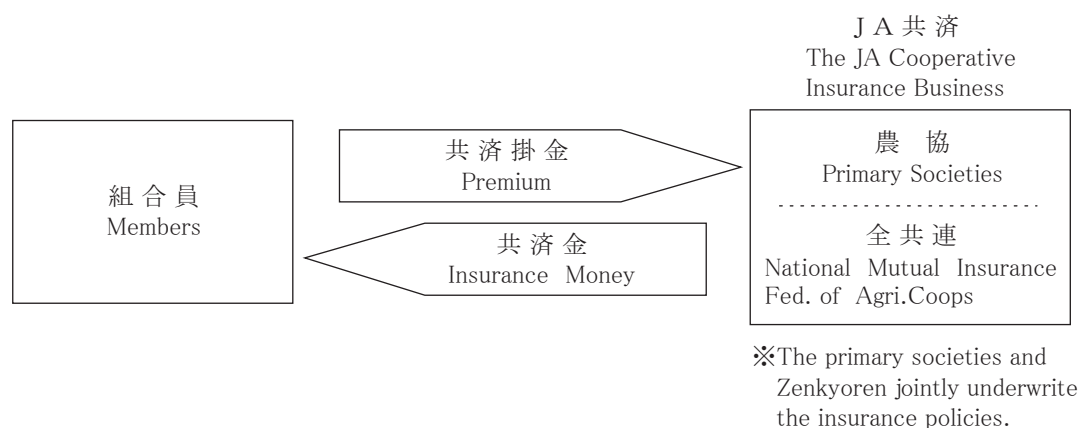 JA共済
The JA Cooperative
Insurance Business
組合員
Members
共済掛金
Premium
共済金
Insurance Money
農 協
Primary Societies
全共連
National Mutual Insurance
Fed. of Agri.Coops
※The primary societies and
Zenkyoren jointly underwrite
the insurance policies.